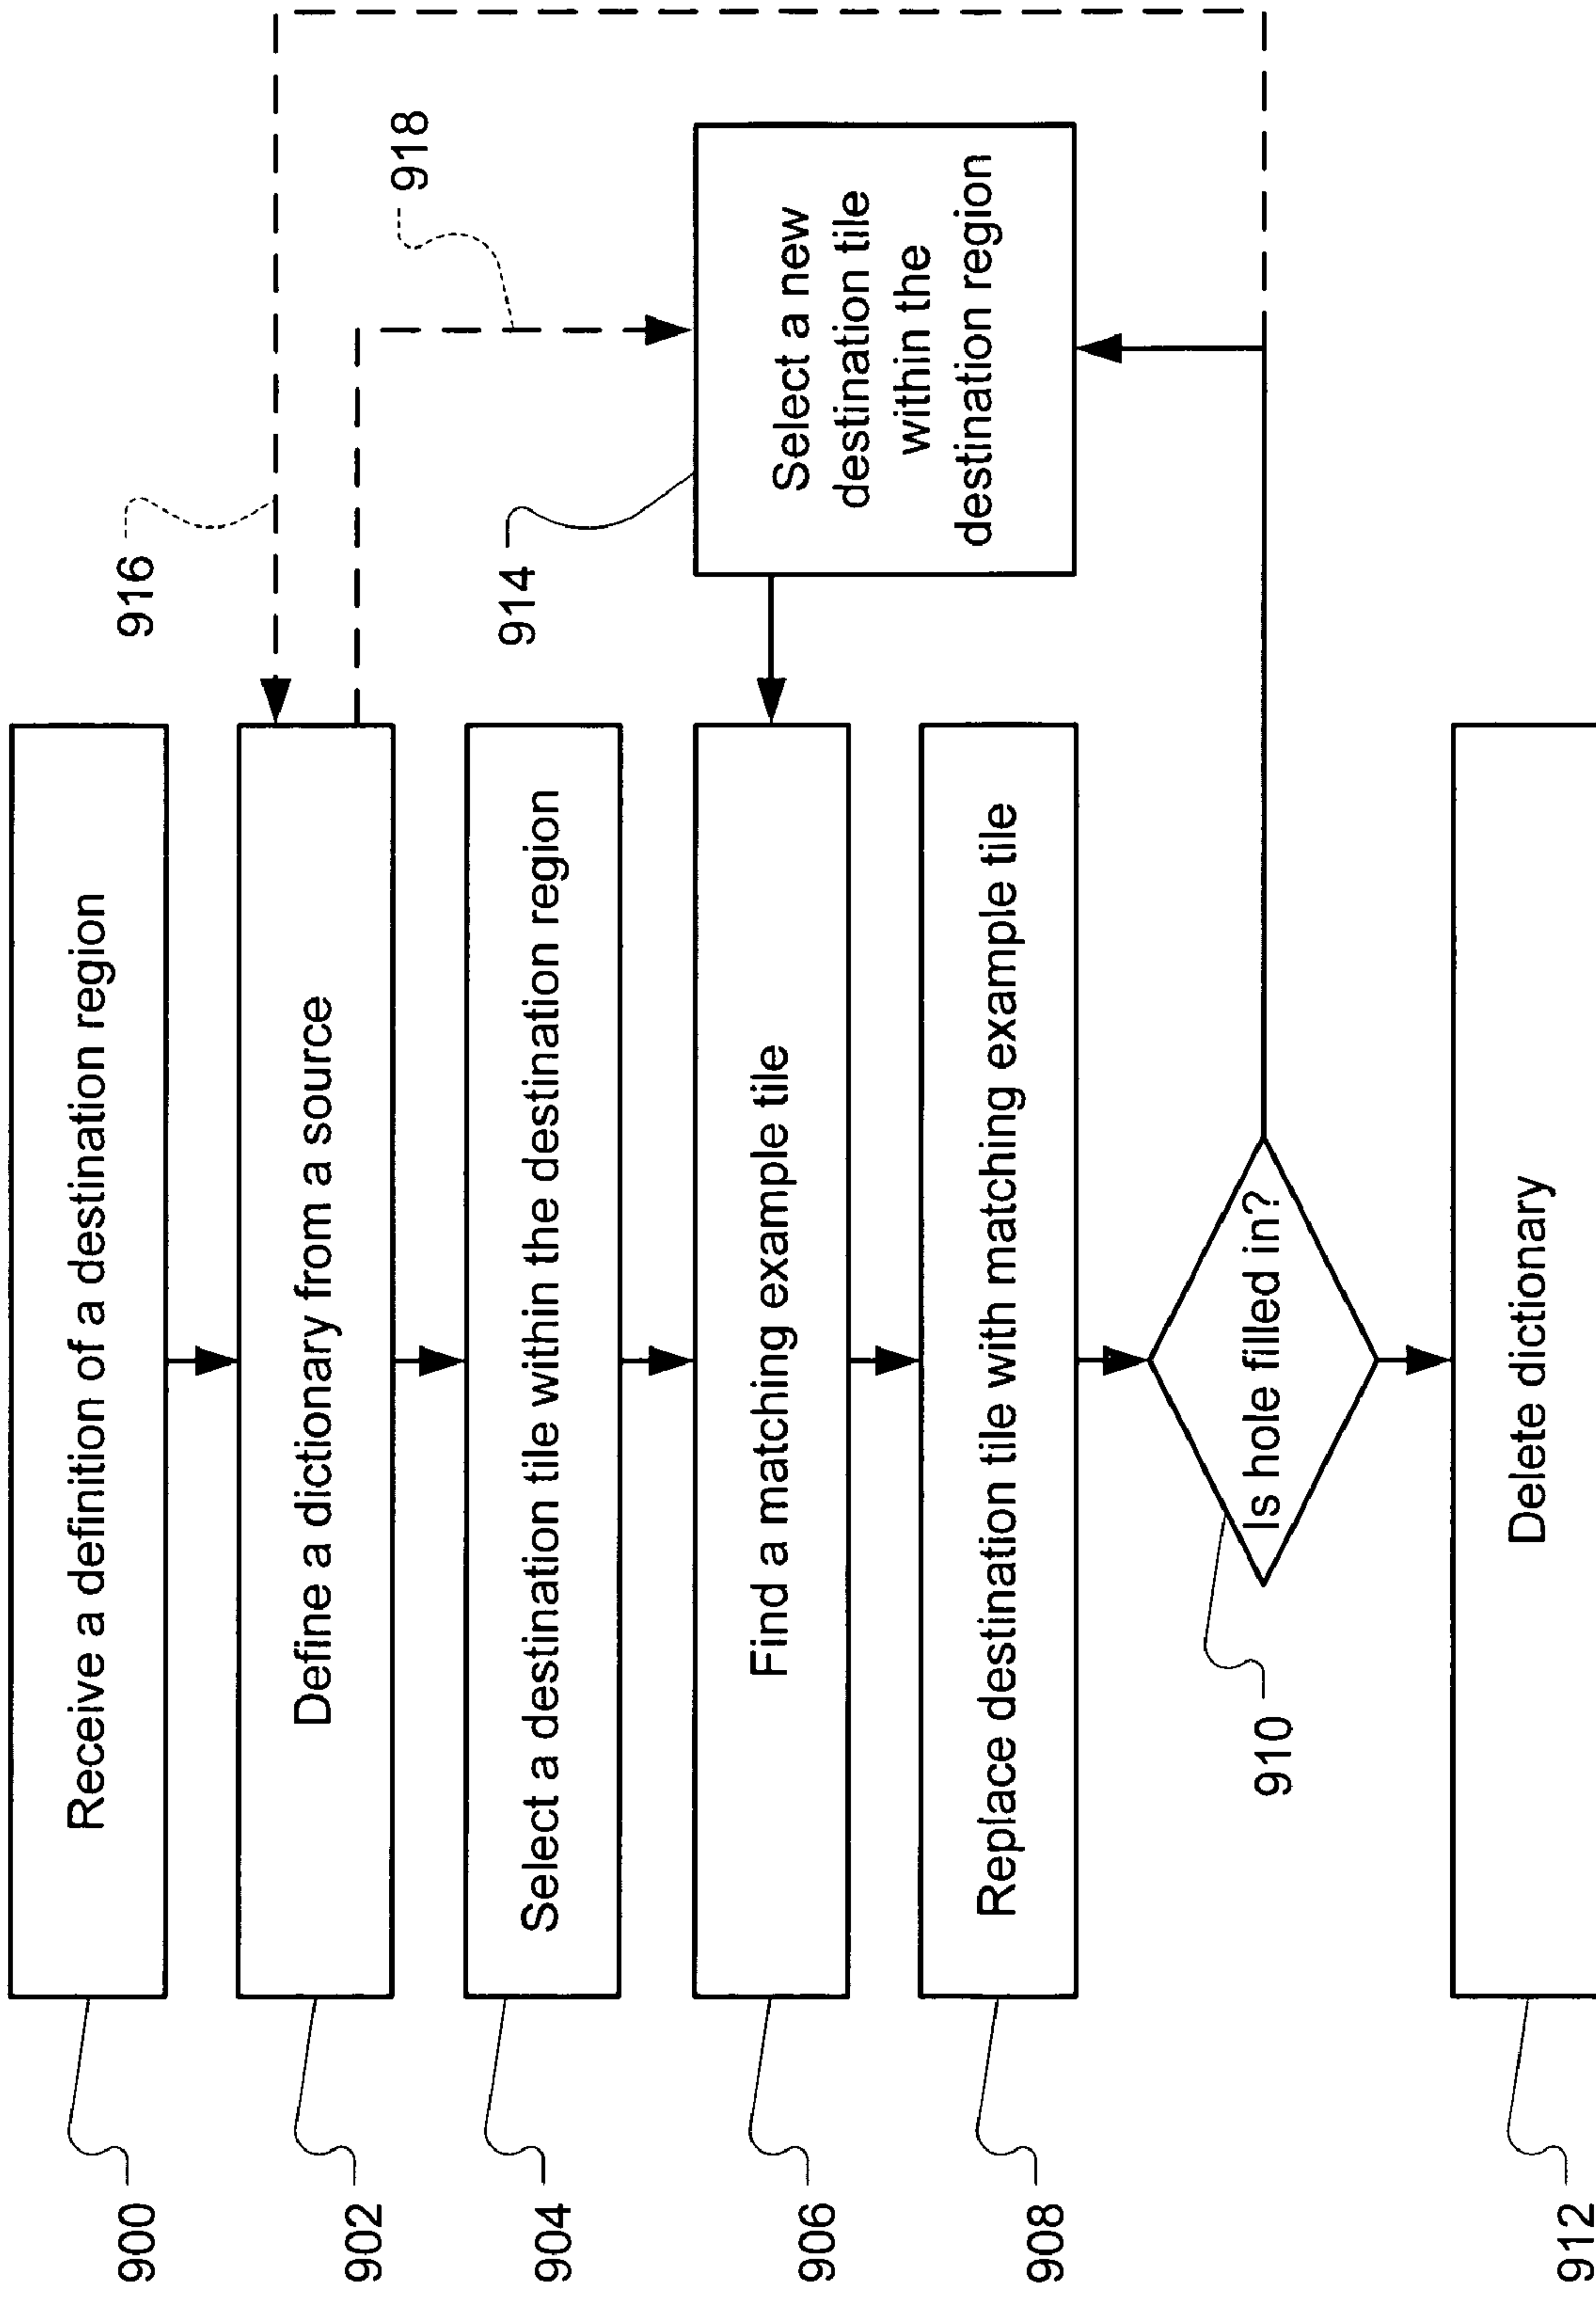 900
Receive a definition of a destination region
902
Define a dictionary from a source
916
918
904
Select a destination tile within the destination region
906
Find a matching example tile
914
Select a new
destination tile
within the
destination region
908
Replace destination tile with matching example tile
910
Is hole filled in?
912
Delete dictionary